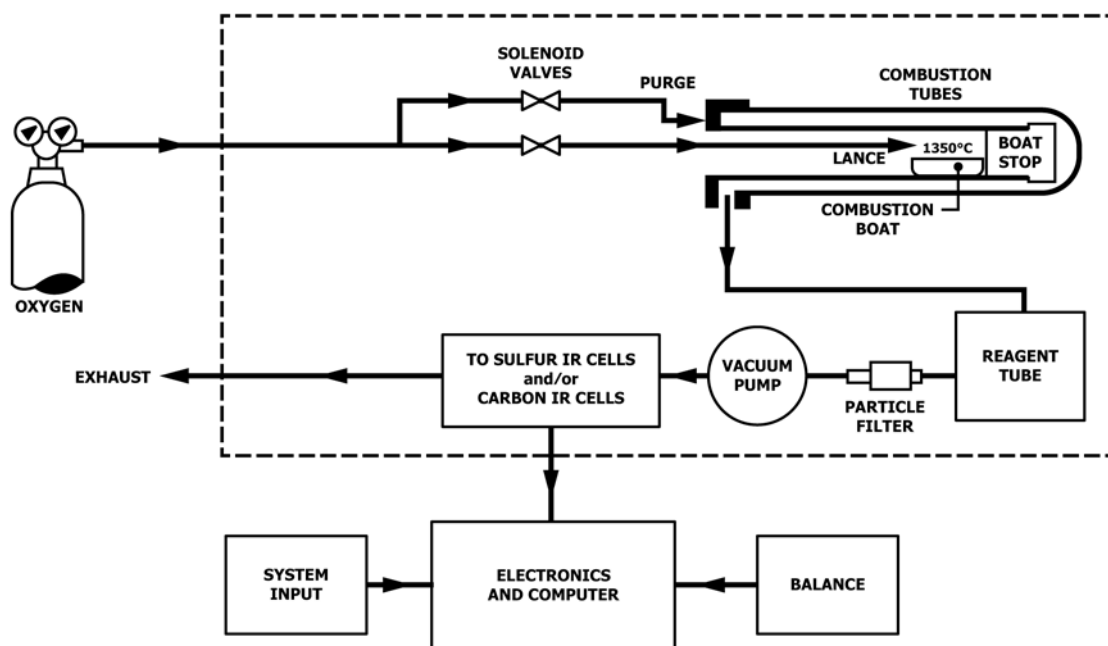 SOLENOID
VALVES
PURGE
COMBUSTION
TUBES
LANCE
1350°C
BOAT
STOP
COMBUSTION
BOAT
OXYGEN
EXHAUST
TO SULFUR IR CELLS
and/or
CARBON IR CELLS
VACUUM
PUMP
PARTICLE
FILTER
REAGENT
TUBE
SYSTEM
INPUT
ELECTRONICS
AND COMPUTER
BALANCE